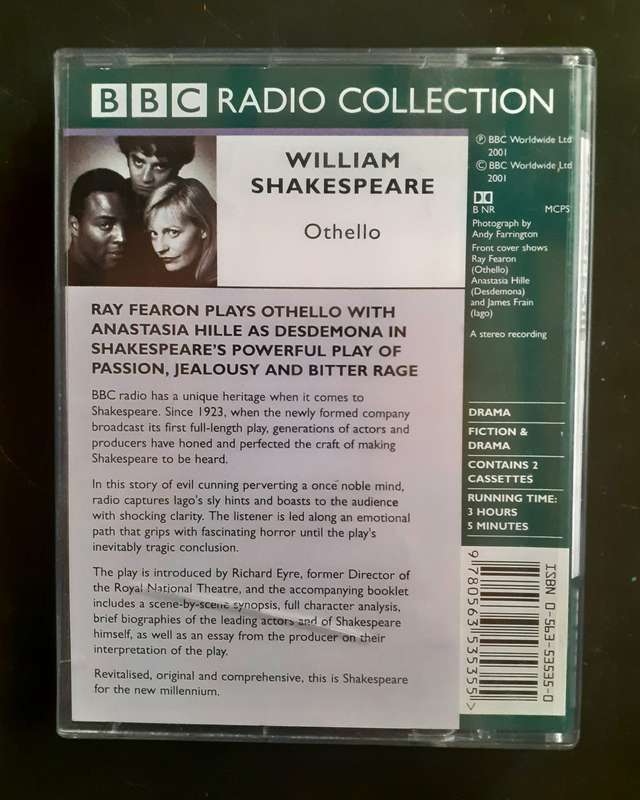 BBC RADIO COLLECTION
WILLIAM
SHAKESPEARE
Othello
RAY FEARON PLAYS OTHELLO WITH
ANASTASIA HILLE AS DESDEMONA IN
SHAKESPEARE'S POWERFUL PLAY OF
PASSION, JEALOUSY AND BITTER RAGE
BBC radio has a unique heritage when it comes to
Shakespeare. Since 1923, when the newly formed company
broadcast its first full-length play, generations of actors and
producers have honed and perfected the craft of making
Shakespeare to be heard.
In this story of evil cunning perverting a once noble mind,
radio captures Iago's sly hints and boasts to the audience
with shocking clarity. The listener is led along an emotional
path that grips with fascinating horror until the play's
inevitably tragic conclusion.
The play is introduced by Richard Eyre, former Director of
the Royal National Theatre, and the accompanying booklet
includes a scene-by-scene synopsis, full character analysis,
brief biographies of the leading actors and of Shakespeare
himself, as well as an essay from the producer on their
interpretation of the play.
Revitalised, original and comprehensive, this is Shakespeare
for the new millennium.
℗ BBC Worldwide Ltd
2001
© BBC Worldwide Ltd
2001
B NR MCPS
Photograph by
Andy Farrington
Front cover shows
Ray Fearon
(Othello)
Anastasia Hille
(Desdemona)
and James Frain
(Iago)
A stereo recording
DRAMA
FICTION &
DRAMA
CONTAINS 2
CASSETTES
RUNNING TIME:
3 HOURS
5 MINUTES
ISBN 0-563-53535-0
9 780563 535355 >